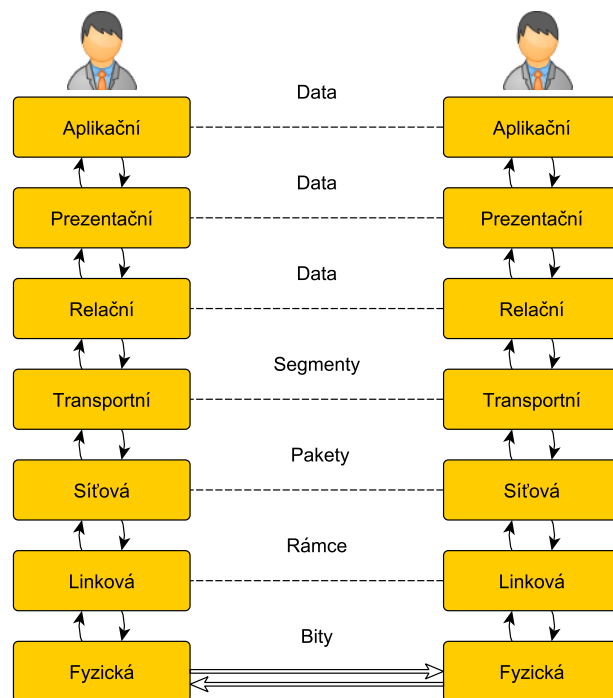 Data
Aplikační
Aplikační
Data
Prezentační
Prezentační
Data
Relační
Relační
Segmenty
Transportní
Transportní
Pakety
Síťová
Síťová
Rámce
Linková
Linková
Bity
Fyzická
Fyzická